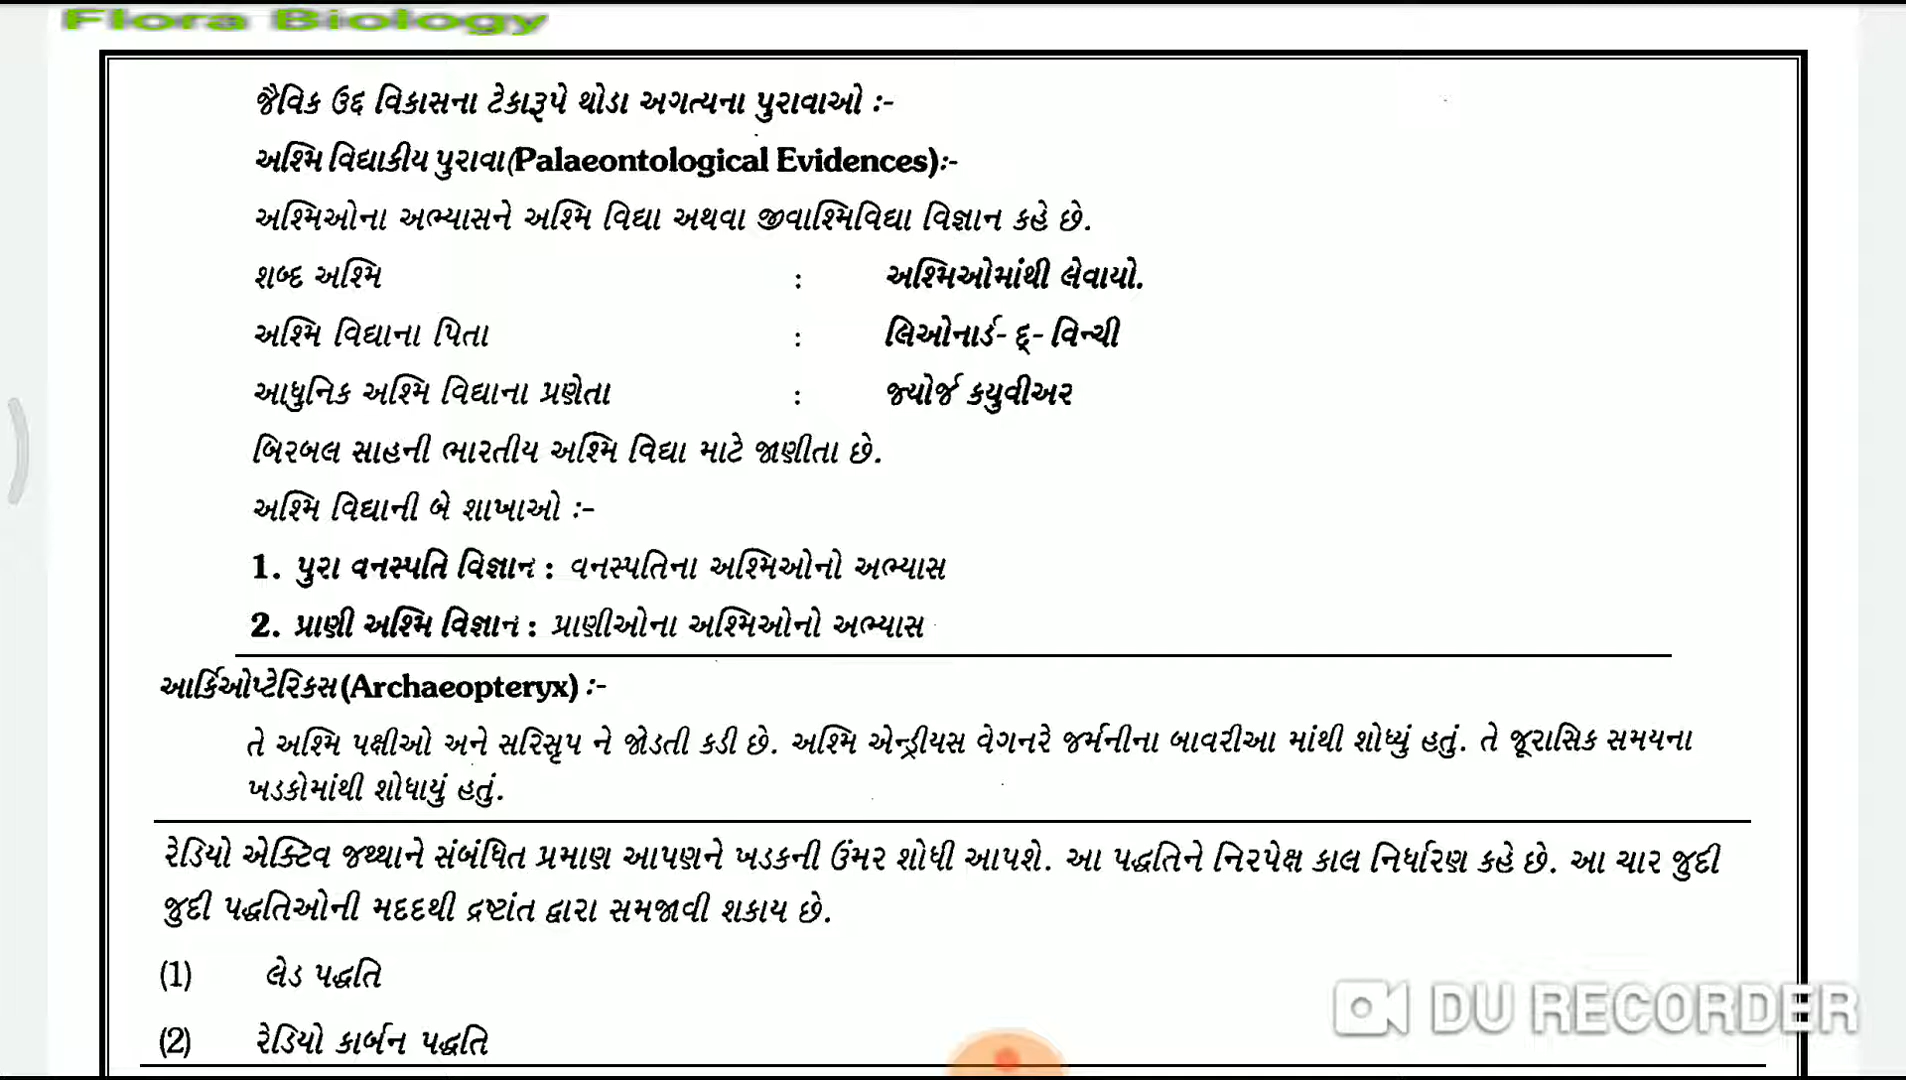 Flora Biology
જૈવિક ઉદ્દ વિકાસના ટેકારૂપે થોડા અગત્યના પુરાવાઓ :-
અશ્મિ વિદ્યાકીય પુરાવા(Palaeontological Evidences):-
અશ્મિઓના અભ્યાસને અશ્મિ વિદ્યા અથવા જીવાશ્મિવિદ્યા વિજ્ઞાન કહે છે.
શબ્દ અશ્મિ : અશ્મિઓમાંથી લેવાયો.
અશ્મિ વિદ્યાના પિતા : લિઓનાર્ડ- દ્- વિન્ચી
આધુનિક અશ્મિ વિદ્યાના પ્રણેતા : જ્યોર્જ કયુવીઅર
બિરબલ સાહની ભારતીય અશ્મિ વિદ્યા માટે જાણીતા છે.
અશ્મિ વિદ્યાની બે શાખાઓ :-
1. પુરા વનસ્પતિ વિજ્ઞાન : વનસ્પતિના અશ્મિઓનો અભ્યાસ
2. પ્રાણી અશ્મિ વિજ્ઞાન : પ્રાણીઓના અશ્મિઓનો અભ્યાસ
આર્કિઓપ્ટેરિકસ(Archaeopteryx) :-
તે અશ્મિ પક્ષીઓ અને સરિસૃપ ને જોડતી કડી છે. અશ્મિ એન્ડ્રીયસ વેગનરે જર્મનીના બાવરીઆ માંથી શોધ્યું હતું. તે જૂરાસિક સમયના
ખડકોમાંથી શોધાયું હતું.
રેડિયો એક્ટિવ જથ્થાને સંબંધિત પ્રમાણ આપણને ખડકની ઉંમર શોધી આપશે. આ પદ્ધતિને નિરપેક્ષ કાલ નિર્ધારણ કહે છે. આ ચાર જુદી
જુદી પદ્ધતિઓની મદદથી દ્રષ્ટાંત દ્વારા સમજાવી શકાય છે.
(1) લેડ પદ્ધતિ
(2) રેડિયો કાર્બન પદ્ધતિ
DU RECORDER